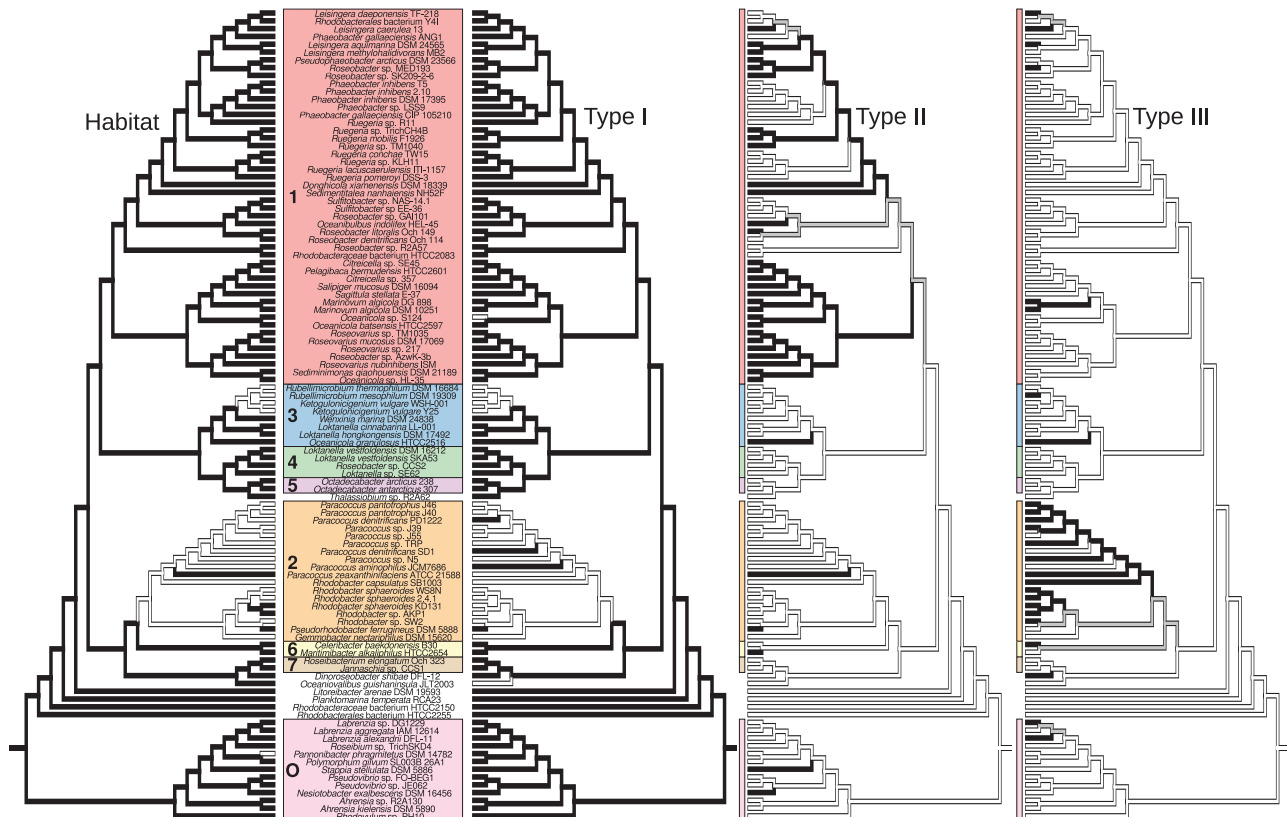 Habitat
Type I
Type II
Type III
Leisingera daeponensis TF-218
Rhodobacterales bacterium Y4I
Leisingera caerulea 13
Phaeobacter gallaeciensis ANG1
Leisingera aquimarina DSM 24565
Leisingera methylohalidivorans MB2
Pseudophaeobacter arcticus DSM 23566
Roseobacter sp. MED193
Roseobacter sp. SK209-2-6
Phaeobacter inhibens T5
Phaeobacter inhibens 2.10
Phaeobacter inhibens DSM 17395
Phaeobacter sp. LSS9
Phaeobacter gallaeciensis CIP 105210
Ruegeria sp. R11
Ruegeria sp. TrichCH4B
Ruegeria mobilis F1926
Ruegeria sp. TM1040
Ruegeria conchae TW15
Ruegeria sp. KLH11
Ruegeria lacuscaerulensis ITI-1157
Ruegeria pomeroyi DSS-3
Donghicola xiamenensis DSM 18339
Sedimentitalea nanhaiensis NH52F
1
Sulfitobacter sp. NAS-14.1
Sulfitobacter sp EE-36
Roseobacter sp. GAI101
Oceanibulbus indolifex HEL-45
Roseobacter litoralis Och 149
Roseobacter denitrificans Och 114
Roseobacter sp. R2A57
Rhodobacteraceae bacterium HTCC2083
Citreicella sp. SE45
Pelagibaca bermudensis HTCC2601
Citreicella sp. 357
Salipiger mucosus DSM 16094
Sagittula stellata E-37
Marinovum algicola DG 898
Marinovum algicola DSM 10251
Oceanicola sp. S124
Oceanicola batsensis HTCC2597
Roseovarius sp. TM1035
Roseovarius mucosus DSM 17069
Roseovarius sp. 217
Roseobacter sp. AzwK-3b
Roseovarius nubinhibens ISM
Sediminimonas qiaohouensis DSM 21189
Oceanicola sp. HL-35
Rubellimicrobium thermophilum DSM 16684
Rubellimicrobium mesophilum DSM 19309
Ketogulonicigenium vulgare WSH-001
Ketogulonicigenium vulgare Y25
3
Wenxinia marina DSM 24838
Loktanella cinnabarina LL-001
Loktanella hongkongensis DSM 17492
Oceanicola granulosus HTCC2516
Loktanella vestfoldensis DSM 16212
Loktanella vestfoldensis SKA53
4
Roseobacter sp. CCS2
Loktanella sp. SE62
Octadecabacter arcticus 238
5
Octadecabacter antarcticus 307
Thalassiobium sp. R2A62
Paracoccus pantotrophus J46
Paracoccus pantotrophus J40
Paracoccus denitrificans PD1222
Paracoccus sp. J39
Paracoccus sp. J55
Paracoccus sp. TRP
Paracoccus denitrificans SD1
Paracoccus sp. N5
2
Paracoccus aminophilus JCM7686
Paracoccus zeaxanthinifaciens ATCC 21588
Rhodobacter capsulatus SB1003
Rhodobacter sphaeroides WS8N
Rhodobacter sphaeroides 2.4.1
Rhodobacter sphaeroides KD131
Rhodobacter sp. AKP1
Rhodobacter sp. SW2
Pseudorhodobacter ferrugineus DSM 5888
Gemmobacter nectariphilus DSM 15620
Celeribacter baekdonensis B30
6
Maritimibacter alkaliphilus HTCC2654
Roseibacterium elongatum Och 323
7
Jannaschia sp. CCS1
Dinoroseobacter shibae DFL-12
Oceaniovalibus guishaninsula JLT2003
Litoreibacter arenae DSM 19593
Planktomarina temperata RCA23
Rhodobacteraceae bacterium HTCC2150
Rhodobacterales bacterium HTCC2255
Labrenzia sp. DG1229
Labrenzia aggregata IAM 12614
Labrenzia alexandrii DFL-11
Roseibium sp. TrichSKD4
Pannonibacter phragmitetus DSM 14782
Polymorphum gilvum SL003B 26A1
O
Stappia stellulata DSM 5886
Pseudovibrio sp. FO-BEG1
Pseudovibrio sp. JE062
Nesiotobacter exalbescens DSM 16456
Ahrensia sp. R2A130
Ahrensia kielensis DSM 5890
Rhodovulum sp. PH10